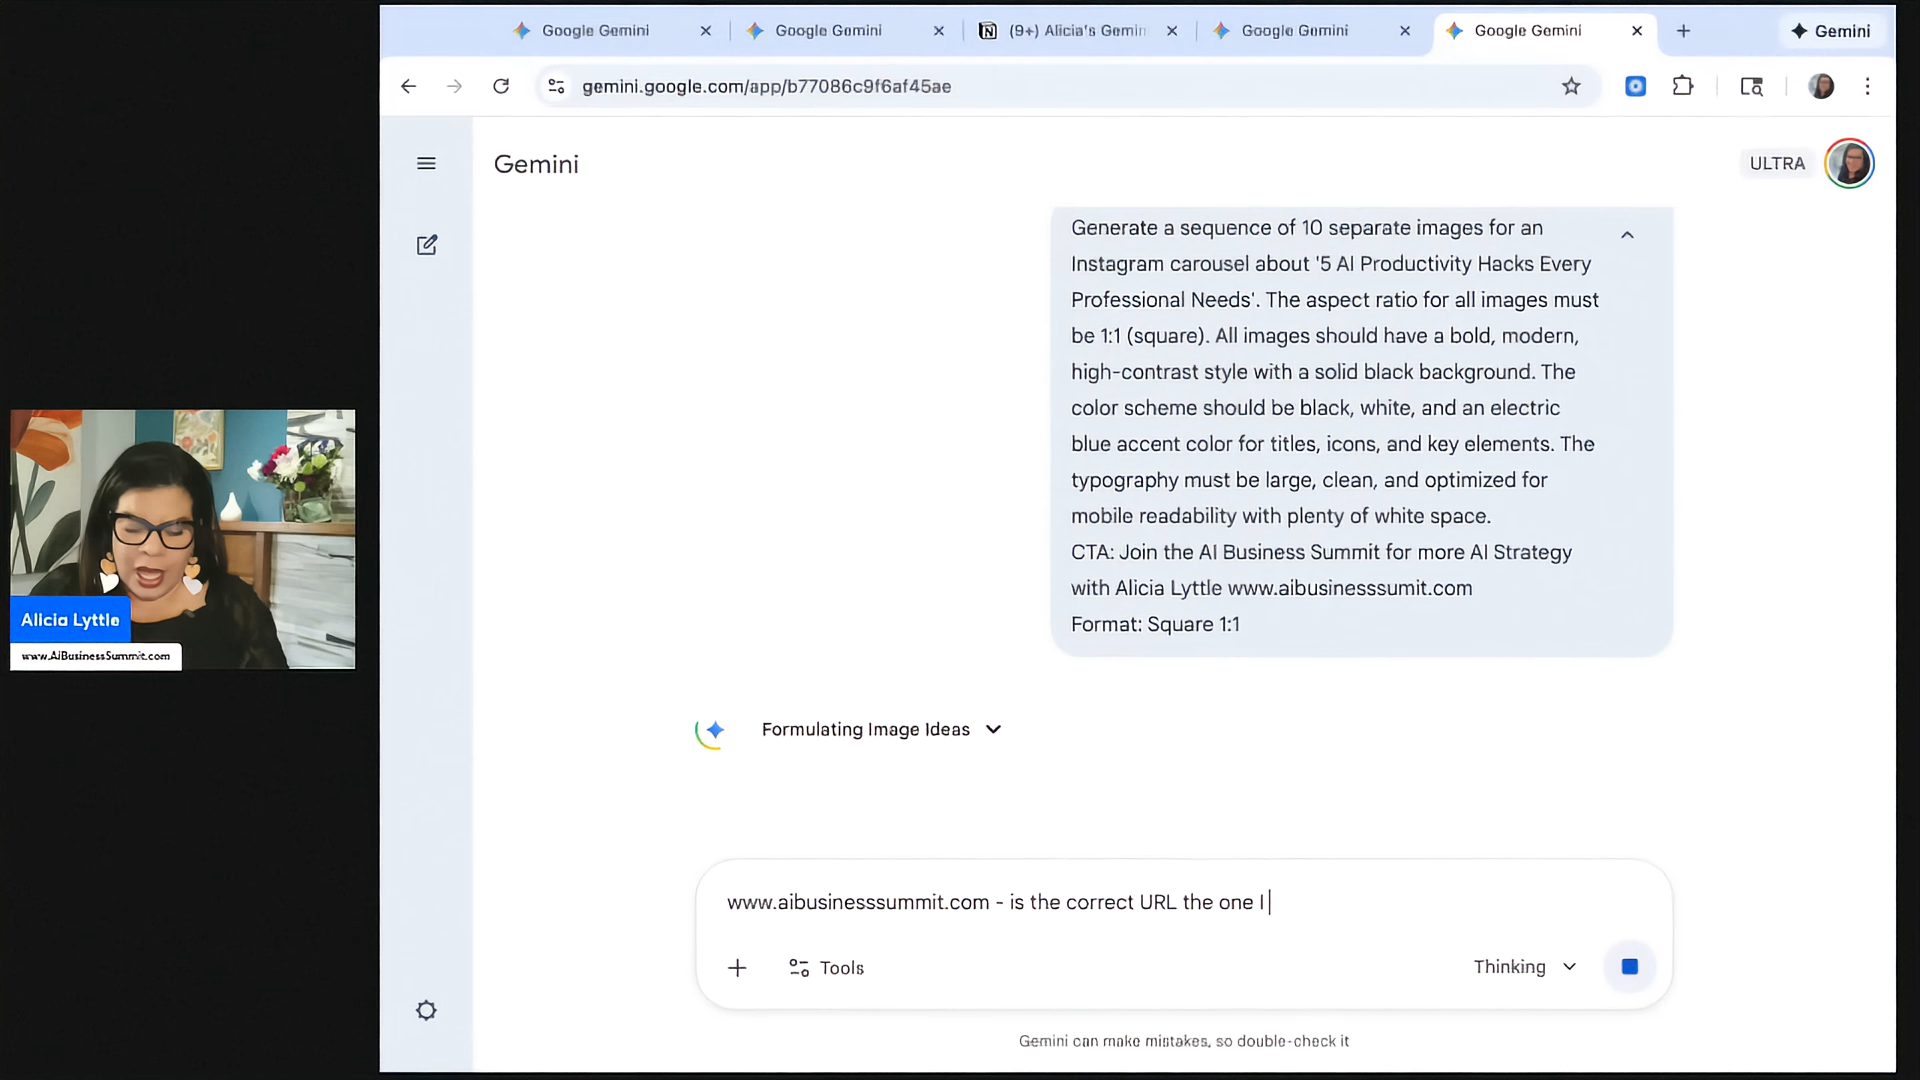 Google Gemini
Google Gemini
(9+) Alicia's Gemin
Google Gemini
Google Gemini
Gemini
gemini.google.com/app/b77086c9f6af45ae
Gemini
ULTRA
Generate a sequence of 10 separate images for an
Instagram carousel about '5 AI Productivity Hacks Every
Professional Needs'. The aspect ratio for all images must
be 1:1 (square). All images should have a bold, modern,
high-contrast style with a solid black background. The
color scheme should be black, white, and an electric
blue accent color for titles, icons, and key elements. The
typography must be large, clean, and optimized for
mobile readability with plenty of white space.
CTA: Join the AI Business Summit for more AI Strategy
with Alicia Lyttle www.aibusinesssumit.com
Format: Square 1:1
Alicia Lyttle
www.AiBusinessSummit.com
Formulating Image Ideas
www.aibusinesssummit.com - is the correct URL the one I
Tools
Thinking
Gemini can make mistakes, so double-check it